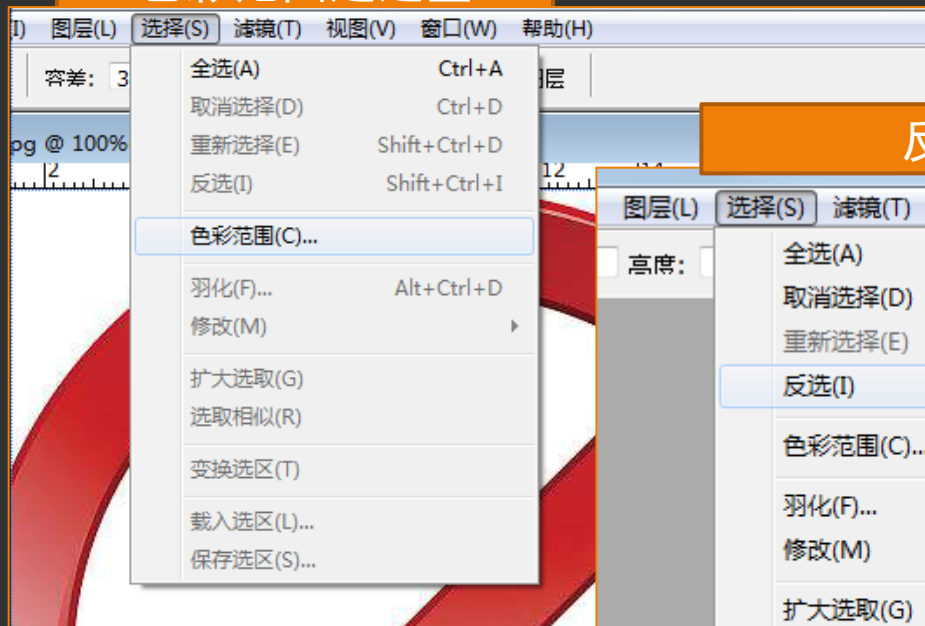 图层(L) 选择(S) 滤镜(T) 视图(V) 窗口(W) 帮助(H)
容差: 3
全选(A) Ctrl+A
取消选择(D) Ctrl+D
重新选择(E) Shift+Ctrl+D
反选(I) Shift+Ctrl+I
色彩范围(C)...
羽化(F)... Alt+Ctrl+D
修改(M)
扩大选取(G)
选取相似(R)
变换选区(T)
载入选区(L)...
保存选区(S)...
pg @ 100%
2 12 14
图层(L) 选择(S) 滤镜(T)
高度:
全选(A)
取消选择(D)
重新选择(E)
反选(I)
色彩范围(C)...
羽化(F)...
修改(M)
扩大选取(G)